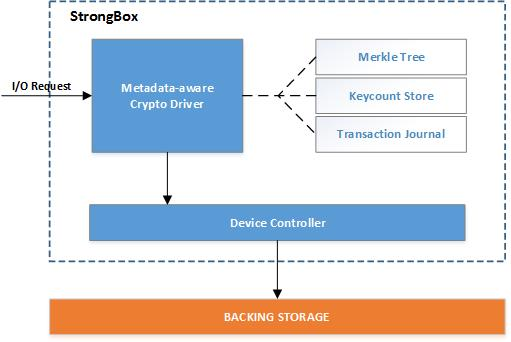 StrongBox
I/O Request
Metadata-aware
Crypto Driver
Merkle Tree
Keycount Store
Transaction Journal
Device Controller
BACKING STORAGE